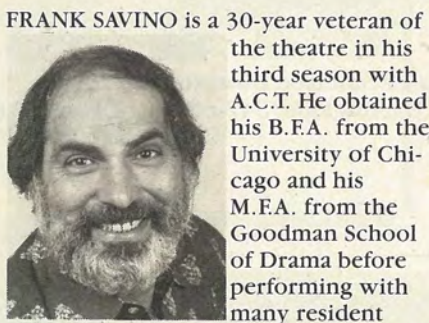 FRANK SAVINO is a 30-year veteran of
the theatre in his
third season with
A.C.T. He obtained
his B.F.A. from the
University of Chi-
cago and his
M.F.A. from the
Goodman School
of Drama before
performing with
many resident